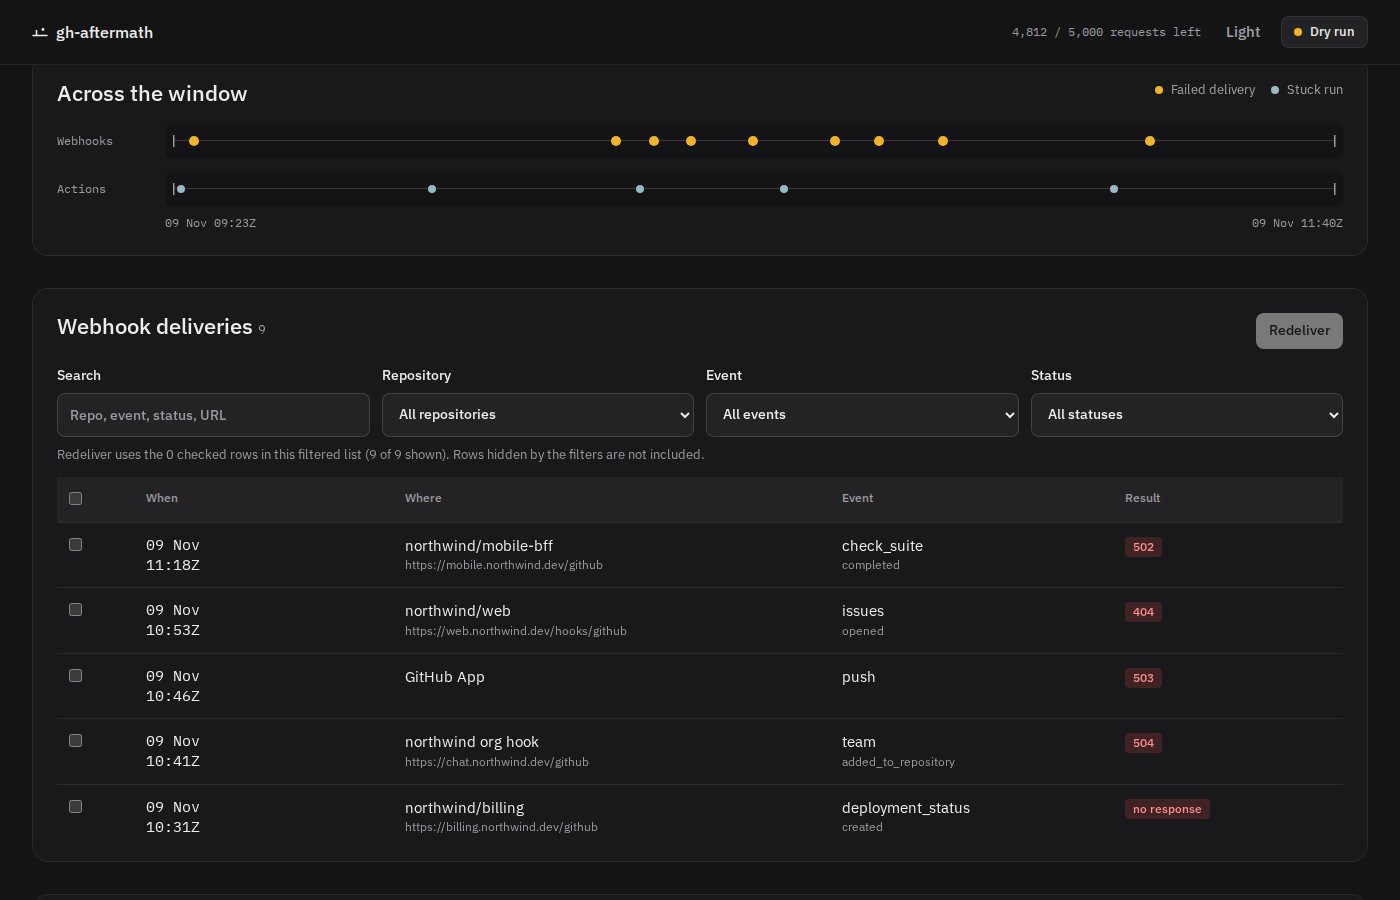 gh-aftermath
4,812 / 5,000 requests left
Light
Dry run
Across the window
Failed delivery
Stuck run
Webhooks
Actions
09 Nov 09:23Z
09 Nov 11:40Z
Webhook deliveries 9
Redeliver
Search
Repository
Event
Status
Repo, event, status, URL
All repositories
All events
All statuses
Redeliver uses the 0 checked rows in this filtered list (9 of 9 shown). Rows hidden by the filters are not included.
When
Where
Event
Result
09 Nov
11:18Z
northwind/mobile-bff
https://mobile.northwind.dev/github
check_suite
completed
502
09 Nov
10:53Z
northwind/web
https://web.northwind.dev/hooks/github
issues
opened
404
09 Nov
10:46Z
GitHub App
push
503
09 Nov
10:41Z
northwind org hook
https://chat.northwind.dev/github
team
added_to_repository
504
09 Nov
10:31Z
northwind/billing
https://billing.northwind.dev/github
deployment_status
created
no response